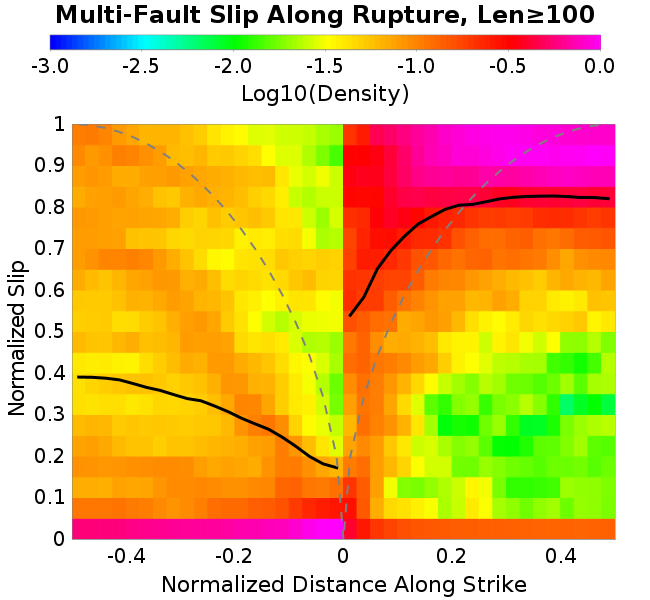 Multi-Fault Slip Along Rupture, Len≥100
-3.0 -2.5 -2.0 -1.5 -1.0 -0.5 0.0
Log10(Density)
1
0.9
0.8
0.7
0.6
0.5
0.4
0.3
0.2
0.1
0
Normalized Slip
-0.4 -0.2 0 0.2 0.4
Normalized Distance Along Strike